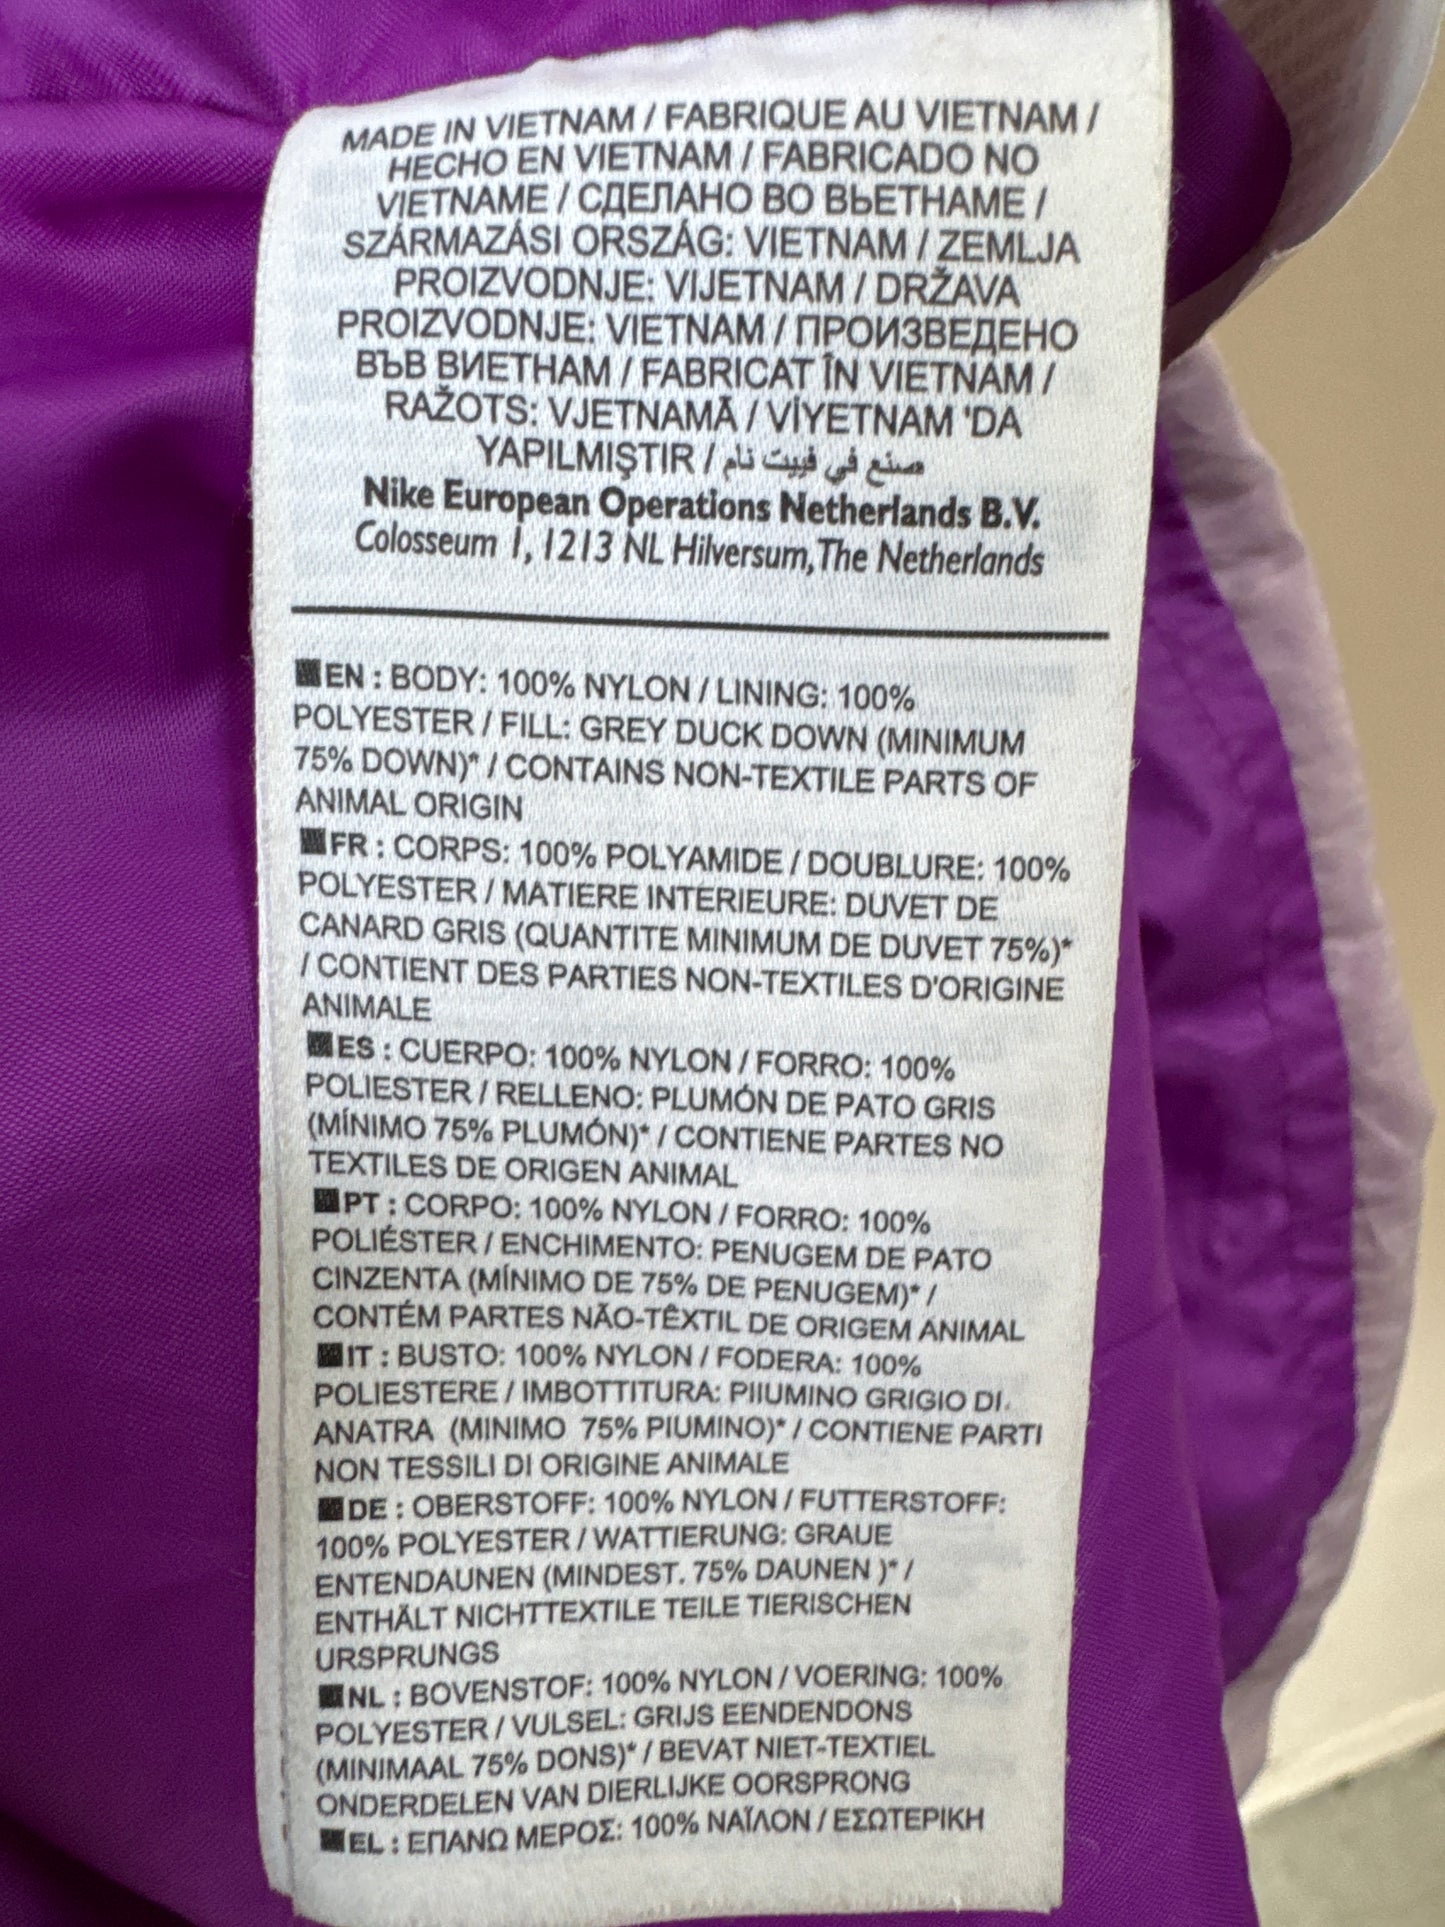 MADE IN VIETNAM / FABRIQUE AU VIETNAM /
HECHO EN VIETNAM / FABRICADO NO
VIETNAME / СДЕЛАНО ВО ВЬЕТНАМЕ /
SZÁRMAZÁSI ORSZÁG: VIETNAM / ZEMLJA
PROIZVODNJE: VIJETNAM / DRŽAVA
PROIZVODNJE: VIETNAM / ПРОИЗВЕДЕНО
ВЪВ ВИЕТНАМ / FABRICAT ÎN VIETNAM /
RAŽOTS: VJETNAMĀ / VİYETNAM 'DA
YAPILMIŞTIR / صنع في فييت نام
Nike European Operations Netherlands B.V.
Colosseum 1, 1213 NL Hilversum, The Netherlands
EN : BODY: 100% NYLON / LINING: 100%
POLYESTER / FILL: GREY DUCK DOWN (MINIMUM
75% DOWN)* / CONTAINS NON-TEXTILE PARTS OF
ANIMAL ORIGIN
FR : CORPS: 100% POLYAMIDE / DOUBLURE: 100%
POLYESTER / MATIERE INTERIEURE: DUVET DE
CANARD GRIS (QUANTITE MINIMUM DE DUVET 75%)*
/ CONTIENT DES PARTIES NON-TEXTILES D'ORIGINE
ANIMALE
ES : CUERPO: 100% NYLON / FORRO: 100%
POLIESTER / RELLENO: PLUMÓN DE PATO GRIS
(MÍNIMO 75% PLUMÓN)* / CONTIENE PARTES NO
TEXTILES DE ORIGEN ANIMAL
PT : CORPO: 100% NYLON / FORRO: 100%
POLIÉSTER / ENCHIMENTO: PENUGEM DE PATO
CINZENTA (MÍNIMO DE 75% DE PENUGEM)* /
CONTÉM PARTES NÃO-TÊXTIL DE ORIGEM ANIMAL
IT : BUSTO: 100% NYLON / FODERA: 100%
POLIESTERE / IMBOTTITURA: PIIUMINO GRIGIO DI.
ANATRA (MINIMO 75% PIUMINO)* / CONTIENE PARTI
NON TESSILI DI ORIGINE ANIMALE
DE : OBERSTOFF: 100% NYLON / FUTTERSTOFF:
100% POLYESTER / WATTIERUNG: GRAUE
ENTENDAUNEN (MINDEST. 75% DAUNEN )* /
ENTHÄLT NICHTTEXTILE TEILE TIERISCHEN
URSPRUNGS
NL : BOVENSTOF: 100% NYLON / VOERING: 100%
POLYESTER / VULSEL: GRIJS EENDENDONS
(MINIMAAL 75% DONS)* / BEVAT NIET-TEXTIEL
ONDERDELEN VAN DIERLIJKE OORSPRONG
EL : ΕΠΑΝΩ ΜΕΡΟΣ: 100% ΝΑΪΛΟΝ / ΕΣΩΤΕΡΙΚΗ